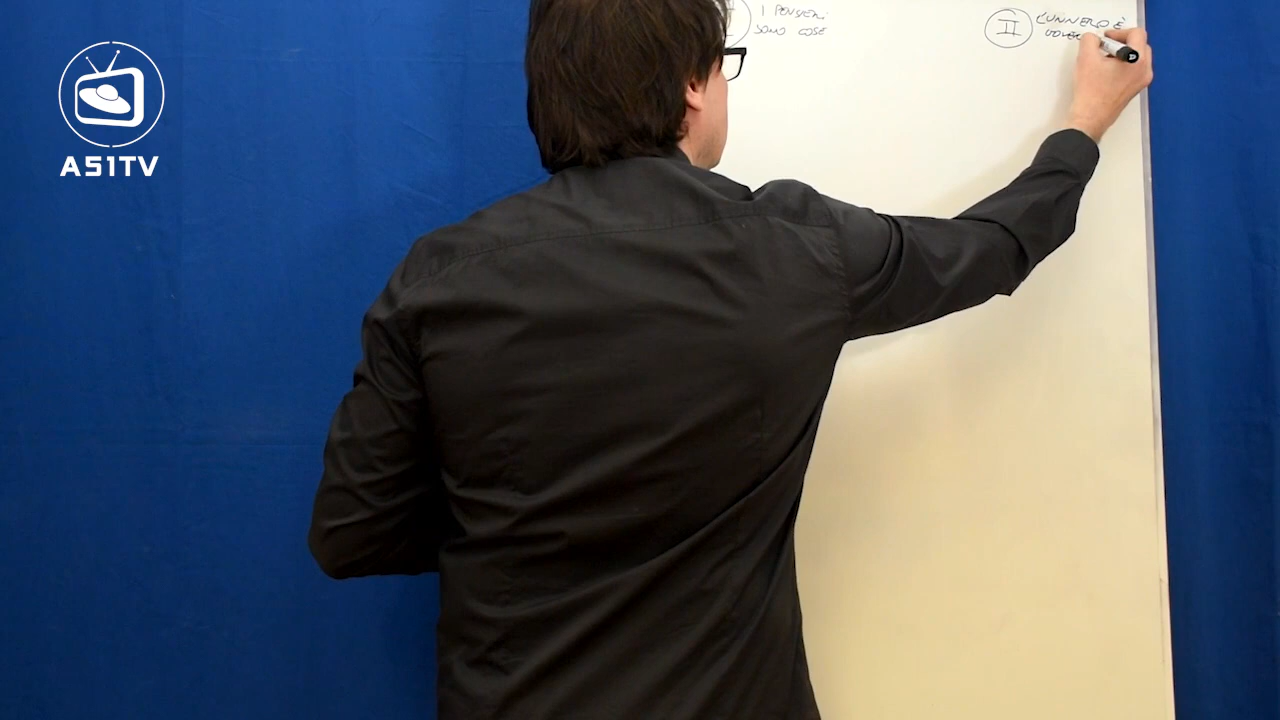 A51TV
I PENSIERI
SONO COSE
II
L'UNIVERSO È